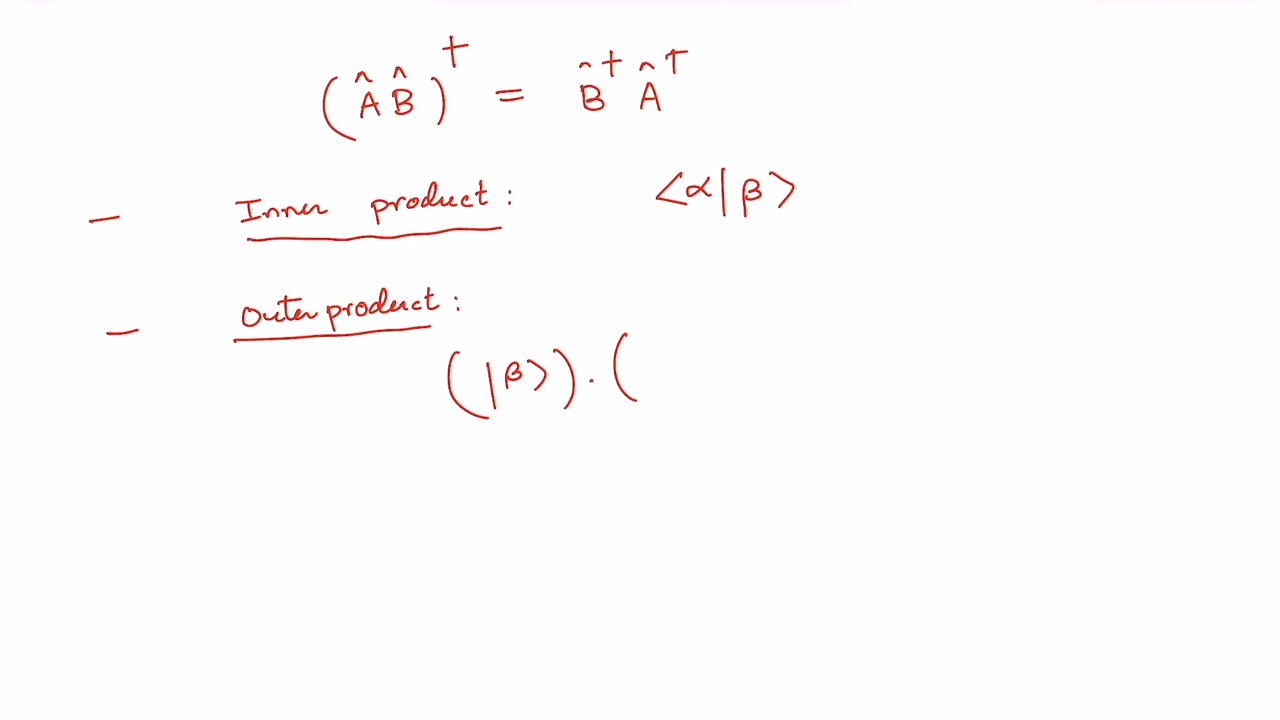 (ÂB̂)† = B̂† Â†
– Inner product : <α|β>
– Outer product :
(|β>) . (